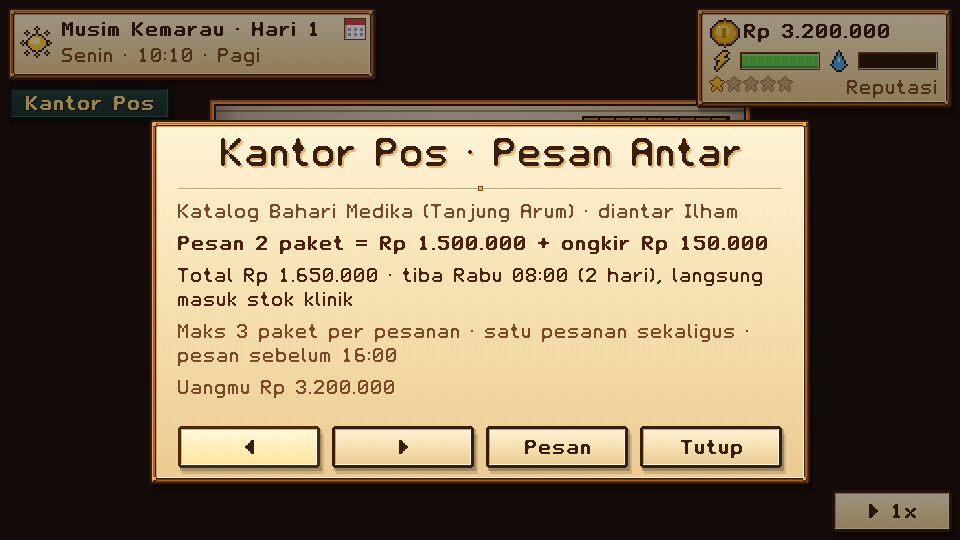 Musim Kemarau · Hari 1
Senin · 10:10 · Pagi
Rp 3.200.000
Reputasi
Kantor Pos
Kantor Pos · Pesan Antar
Katalog Bahari Medika (Tanjung Arum) · diantar Ilham
Pesan 2 paket = Rp 1.500.000 + ongkir Rp 150.000
Total Rp 1.650.000 · tiba Rabu 08:00 (2 hari), langsung
masuk stok klinik
Maks 3 paket per pesanan · satu pesanan sekaligus ·
pesan sebelum 16:00
Uangmu Rp 3.200.000
Pesan
Tutup
1x